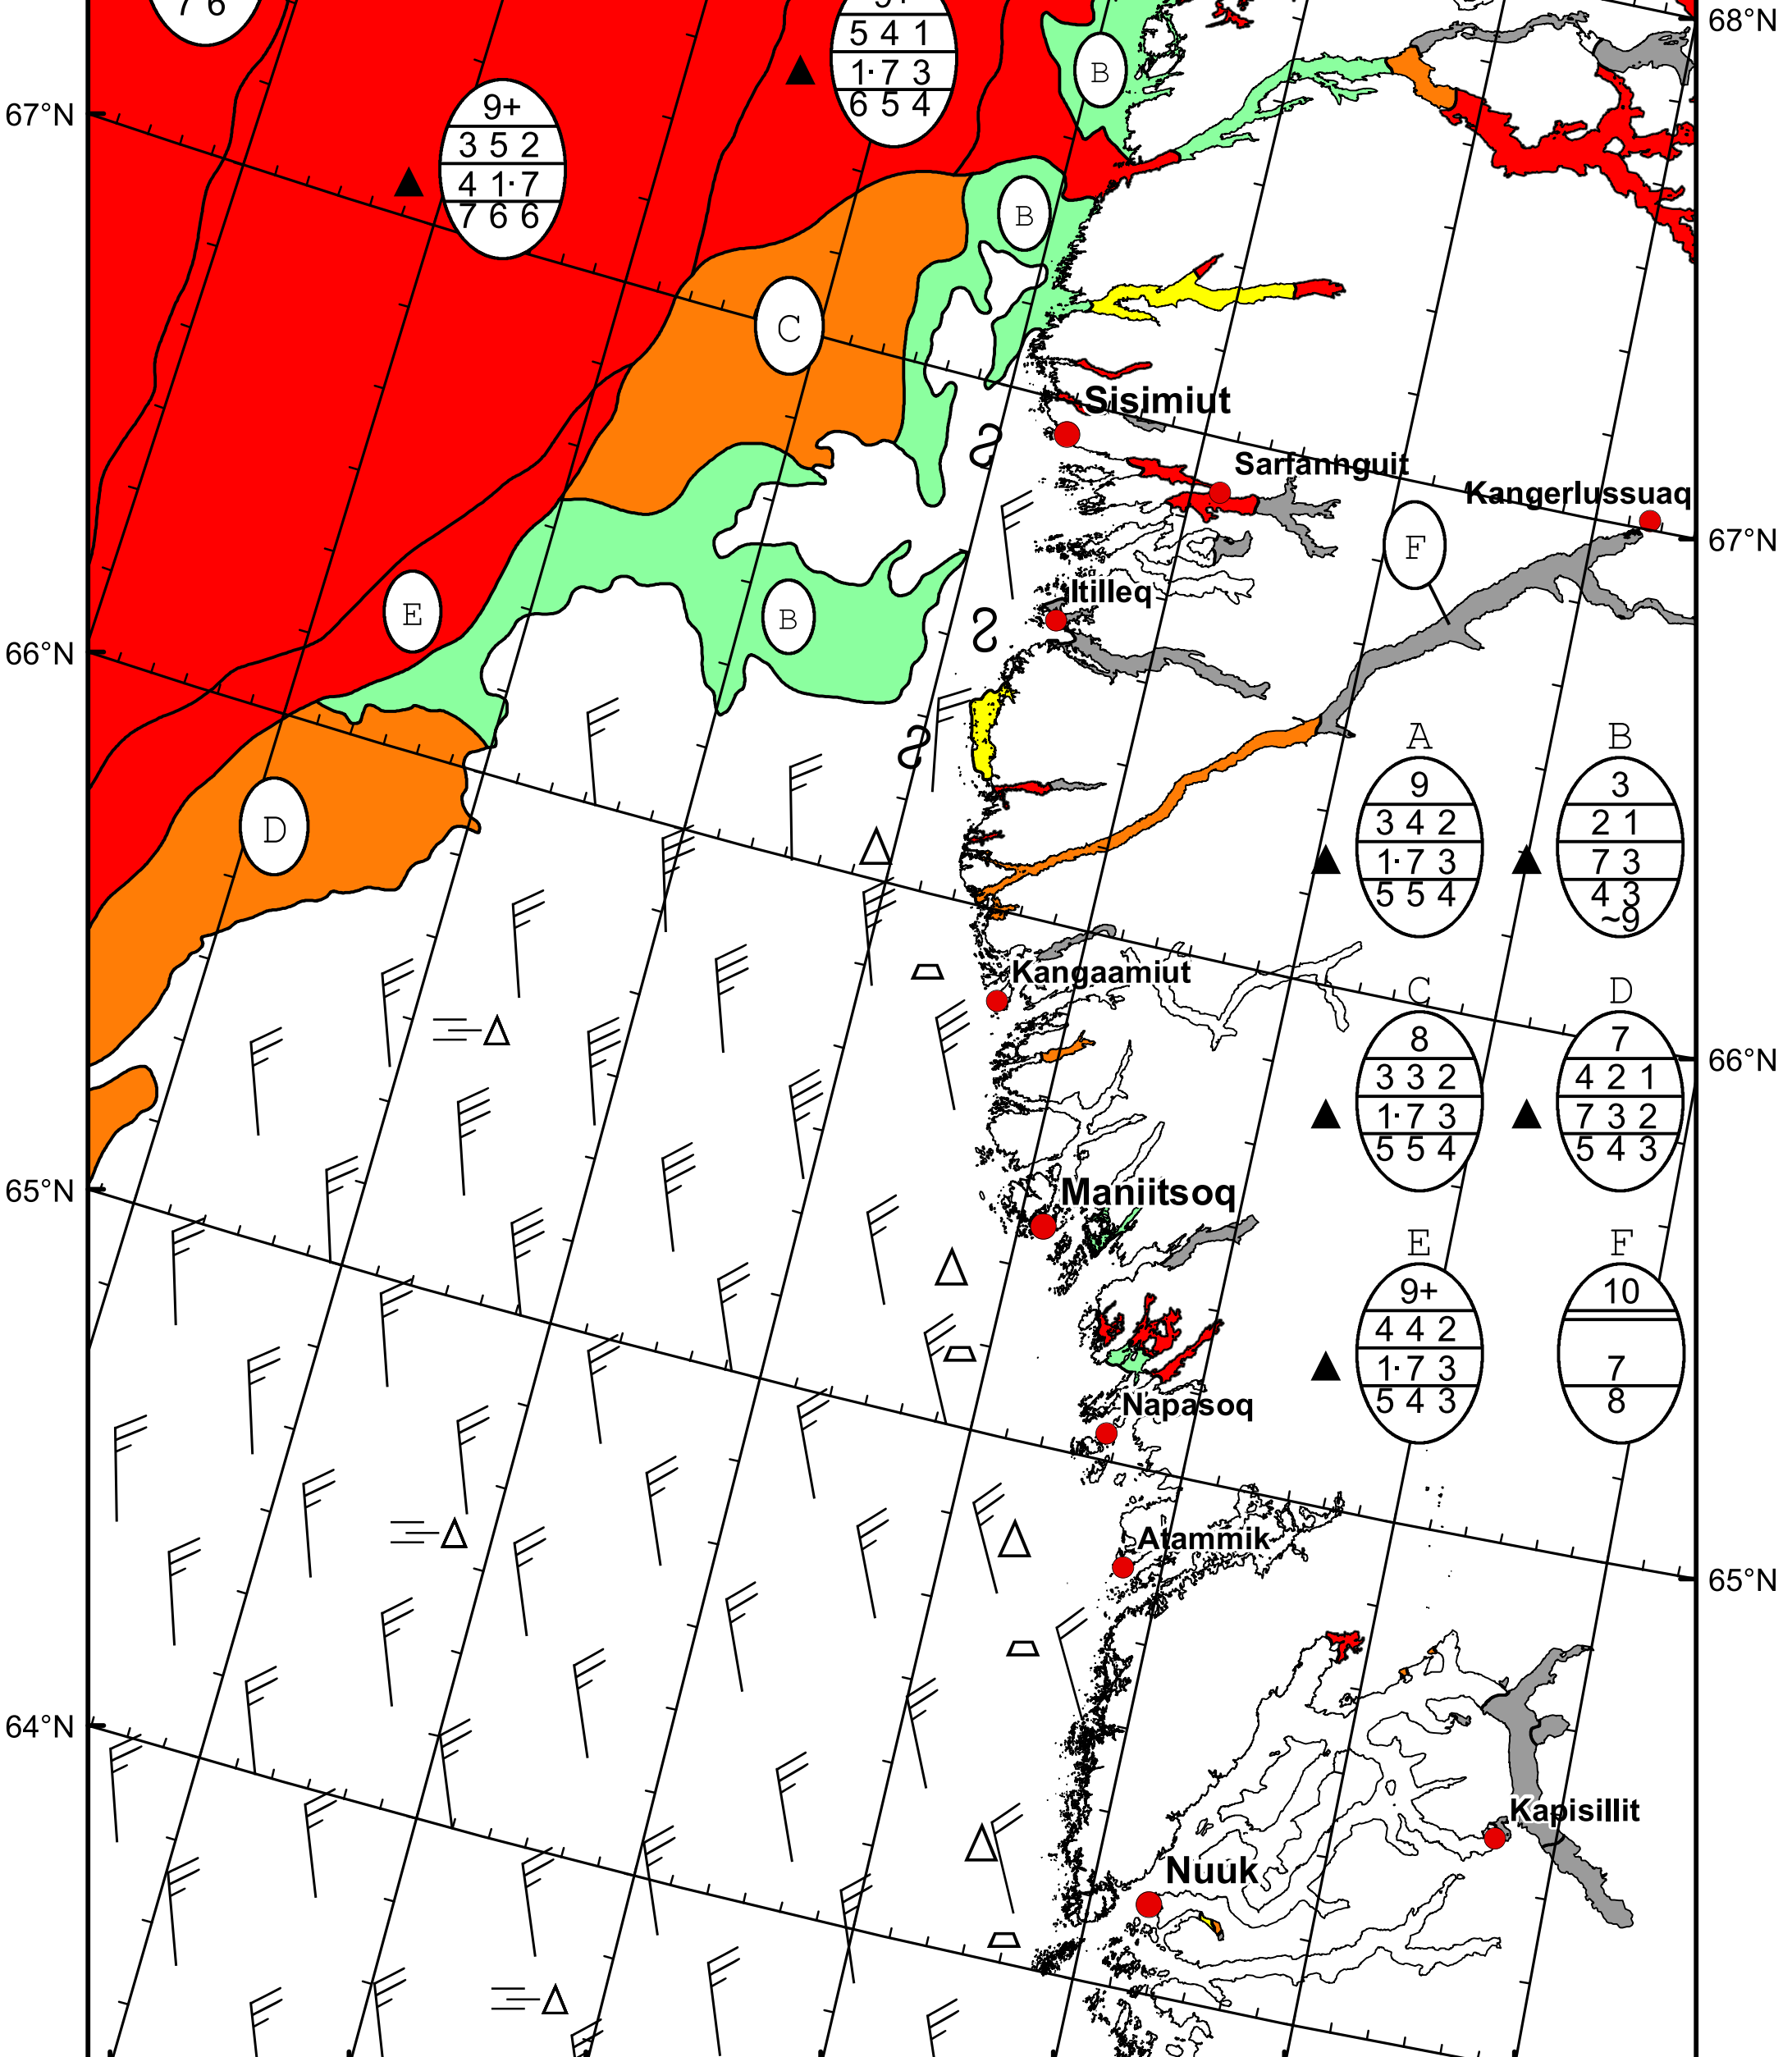 7 6
9+
5 4 1
1· 7 3
6 5 4
B
68°N
67°N
9+
3 5 2
4 1· 7
7 6 6
B
C
Sisimiut
Sarfannguit
Kangerlussuaq
67°N
F
Itilleq
E
B
66°N
D
A
9
3 4 2
1· 7 3
5 5 4
B
3
2 1
7 3
4 3
~9
Kangaamiut
C
8
3 3 2
1· 7 3
5 5 4
D
7
4 2 1
7 3 2
5 4 3
66°N
65°N
Maniitsoq
E
9+
4 4 2
1· 7 3
5 4 3
F
10
7
8
Napasoq
Atammik
65°N
64°N
Kapisillit
Nuuk